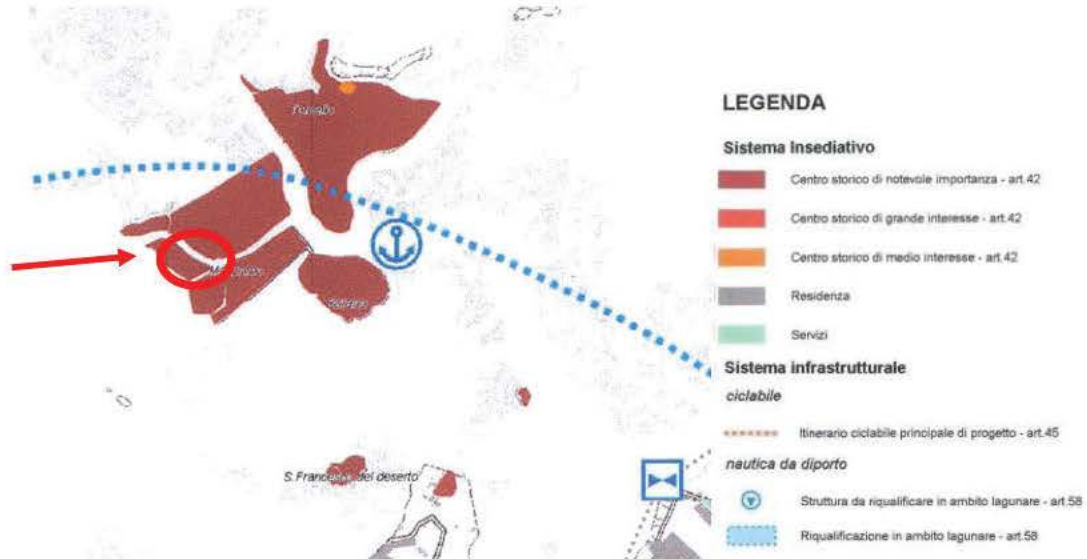 Torcello
Mazzorbo
Burano
S.Francesco del deserto
LEGENDA
Sistema Insediativo
Centro storico di notevole importanza - art.42
Centro storico di grande interesse - art.42
Centro storico di medio interesse - art.42
Residenza
Servizi
Sistema infrastrutturale
ciclabile
Itinerario ciclabile principale di progetto - art.45
nautica da diporto
Struttura da riqualificare in ambito lagunare - art.58
Riqualificazione in ambito lagunare - art.58